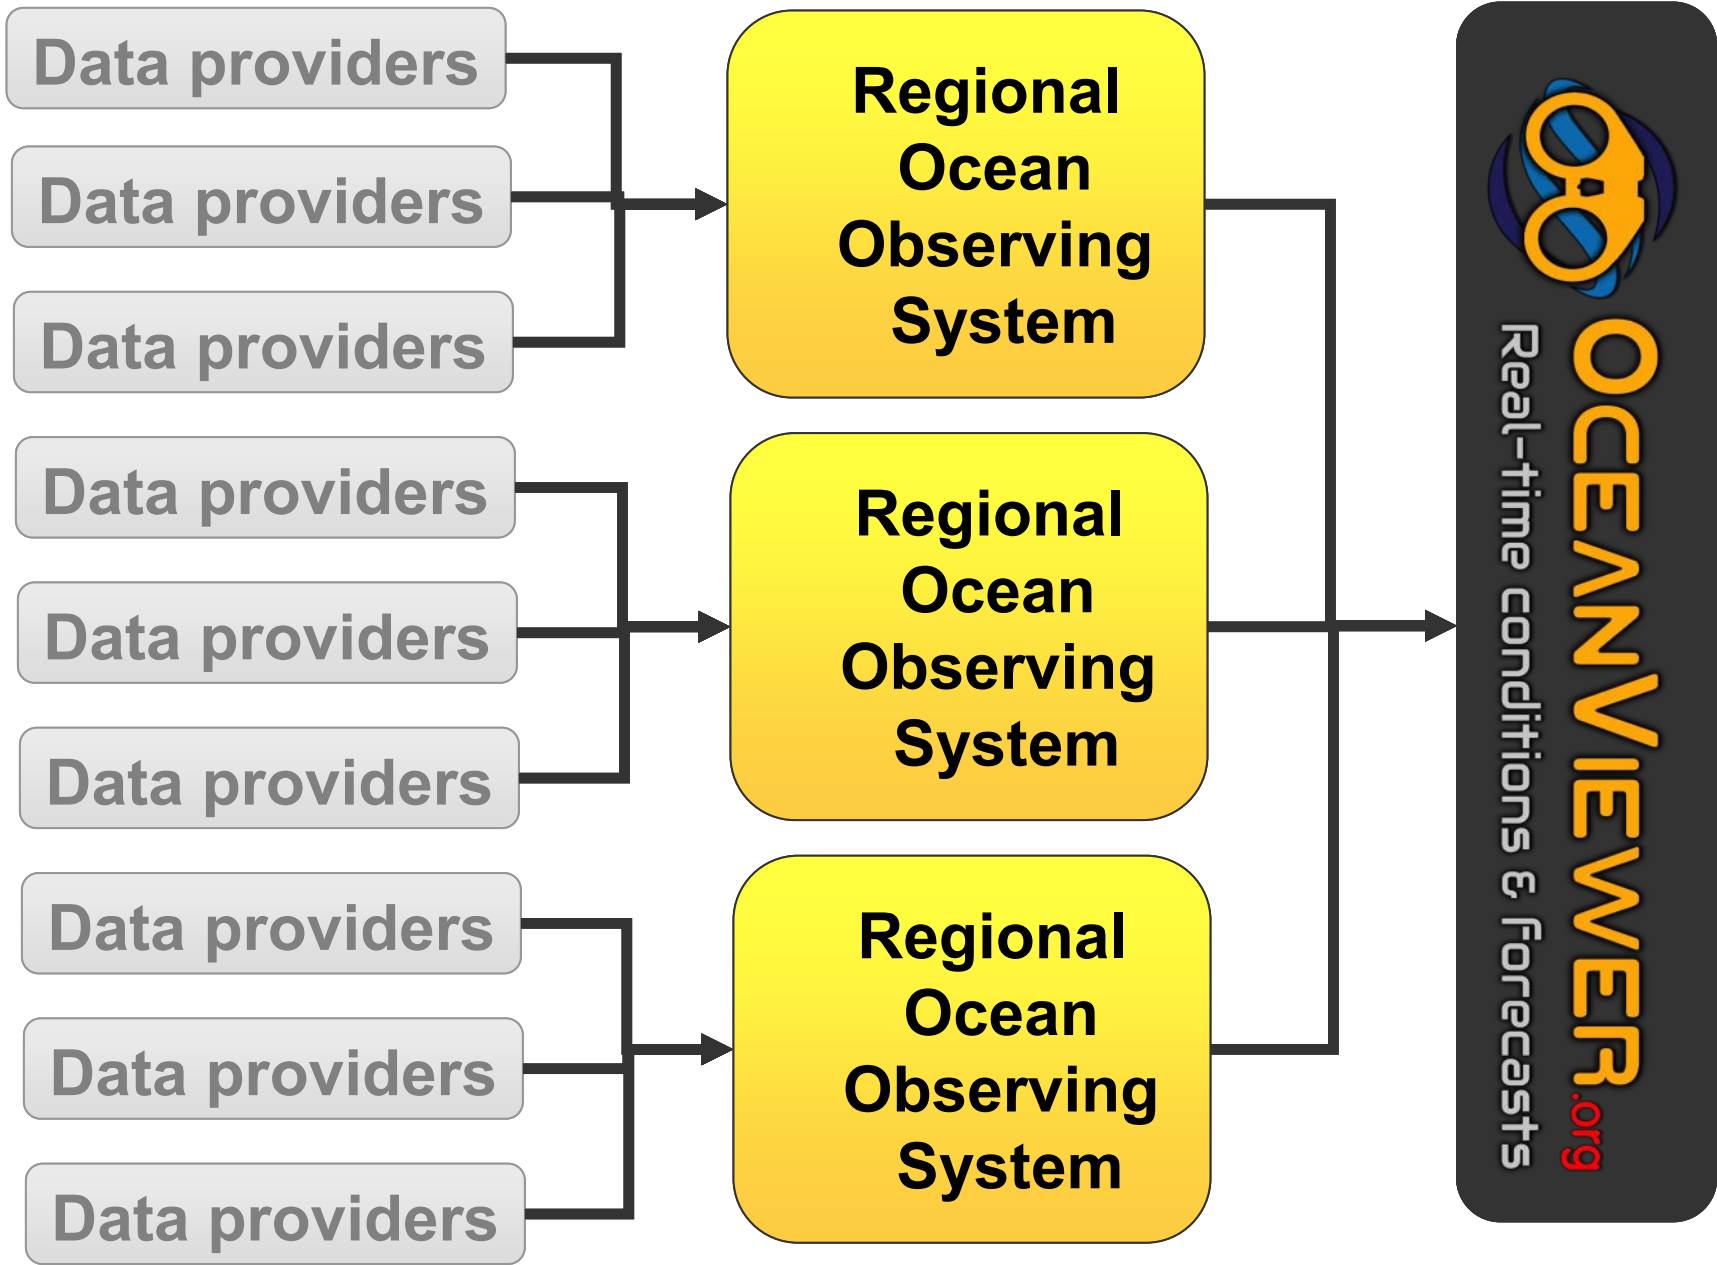 Data providers
Data providers
Data providers
Data providers
Data providers
Data providers
Data providers
Data providers
Data providers
Regional
Ocean
Observing
System
Regional
Ocean
Observing
System
Regional
Ocean
Observing
System
OCEANVIEWER.org
Real-time conditions & forecasts